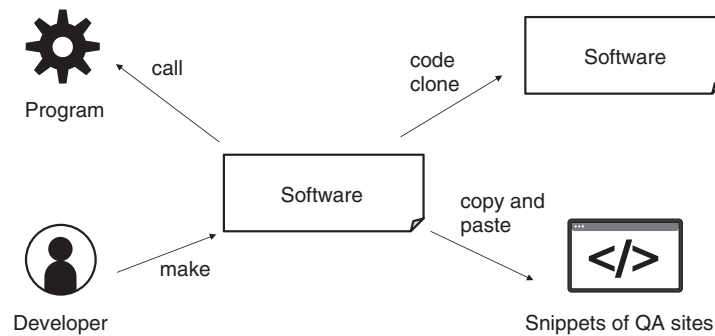 call
Program
code
clone
Software
Software
copy and
paste
make
</>
Developer
Snippets of QA sites